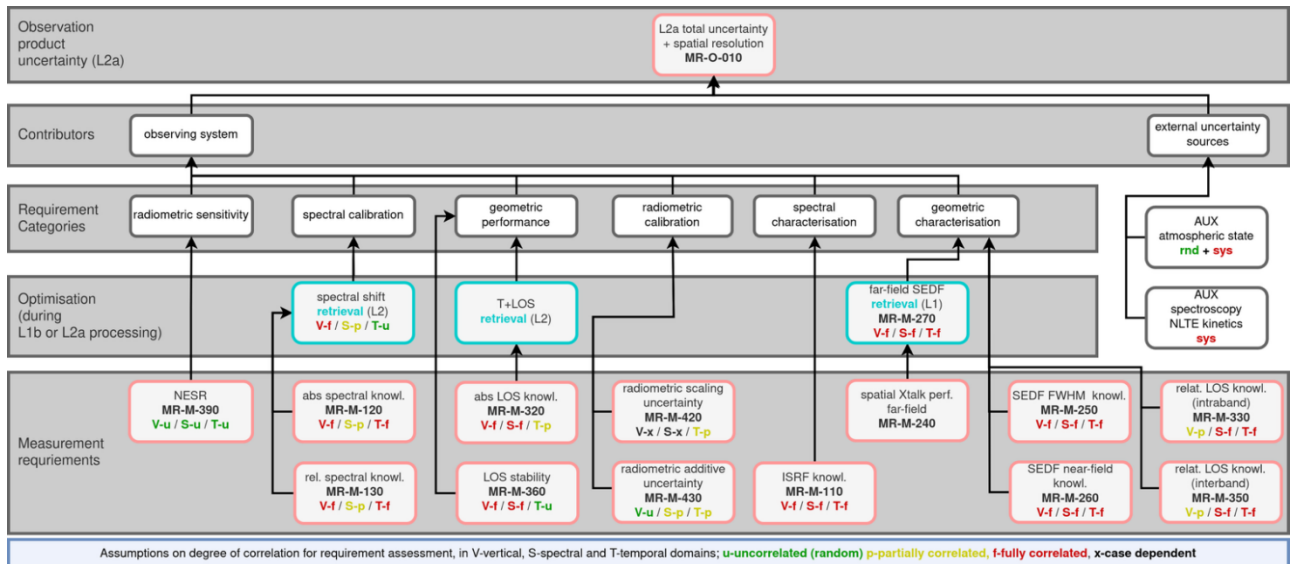 Observation
product
uncertainty (L2a)
L2a total uncertainty
+ spatial resolution
MR-O-010
Contributors
observing system
external uncertainty
sources
Requirement
Categories
radiometric sensitivity
spectral calibration
geometric
performance
radiometric
calibration
spectral
characterisation
geometric
characterisation
AUX
atmospheric state
rnd + sys
AUX
spectroscopy
NLTE kinetics
sys
Optimisation
(during
L1b or L2a processing)
spectral shift
retrieval (L2)
V-f / S-p / T-u
T+LOS
retrieval (L2)
far-field SEDF
retrieval (L1)
MR-M-270
V-f / S-f / T-f
Measurement
requriements
NESR
MR-M-390
V-u / S-u / T-u
abs spectral knowl.
MR-M-120
V-f / S-p / T-f
abs LOS knowl.
MR-M-320
V-f / S-f / T-p
radiometric scaling
uncertainty
MR-M-420
V-x / S-x / T-p
spatial Xtalk perf.
far-field
MR-M-240
SEDF FWHM knowl.
MR-M-250
V-f / S-f / T-f
relat. LOS knowl.
(intraband)
MR-M-330
V-p / S-f / T-f
rel. spectral knowl.
MR-M-130
V-f / S-p / T-f
LOS stability
MR-M-360
V-f / S-f / T-u
radiometric additive
uncertainty
MR-M-430
V-u / S-p / T-p
ISRF knowl.
MR-M-110
V-f / S-f / T-f
SEDF near-field
knowl.
MR-M-260
V-f / S-f / T-f
relat. LOS knowl.
(interband)
MR-M-350
V-p / S-f / T-f
Assumptions on degree of correlation for requirement assessment, in V-vertical, S-spectral and T-temporal domains; u-uncorrelated (random) p-partially correlated, f-fully correlated, x-case dependent